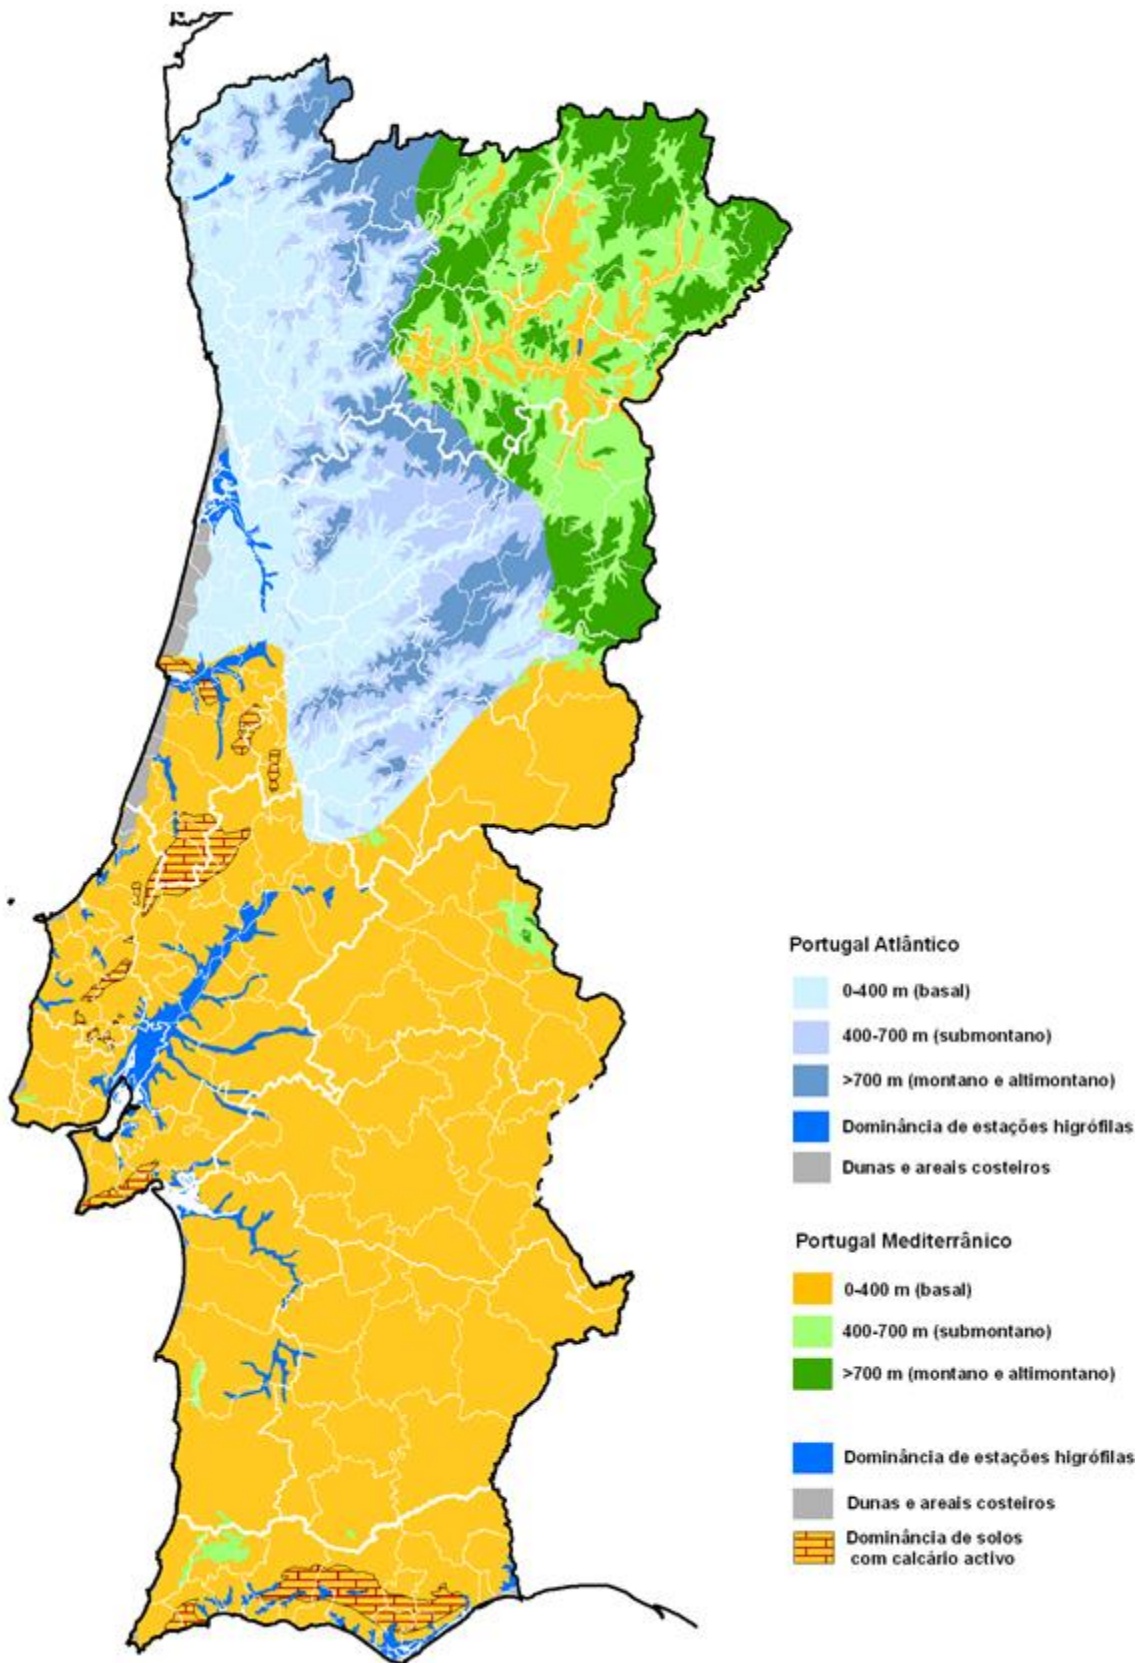 Portugal Atlântico
0-400 m (basal)
400-700 m (submontano)
>700 m (montano e altimontano)
Dominância de estações higrófilas
Dunas e areais costeiros
Portugal Mediterrânico
0-400 m (basal)
400-700 m (submontano)
>700 m (montano e altimontano)
Dominância de estações higrófilas
Dunas e areais costeiros
Dominância de solos
com calcário activo